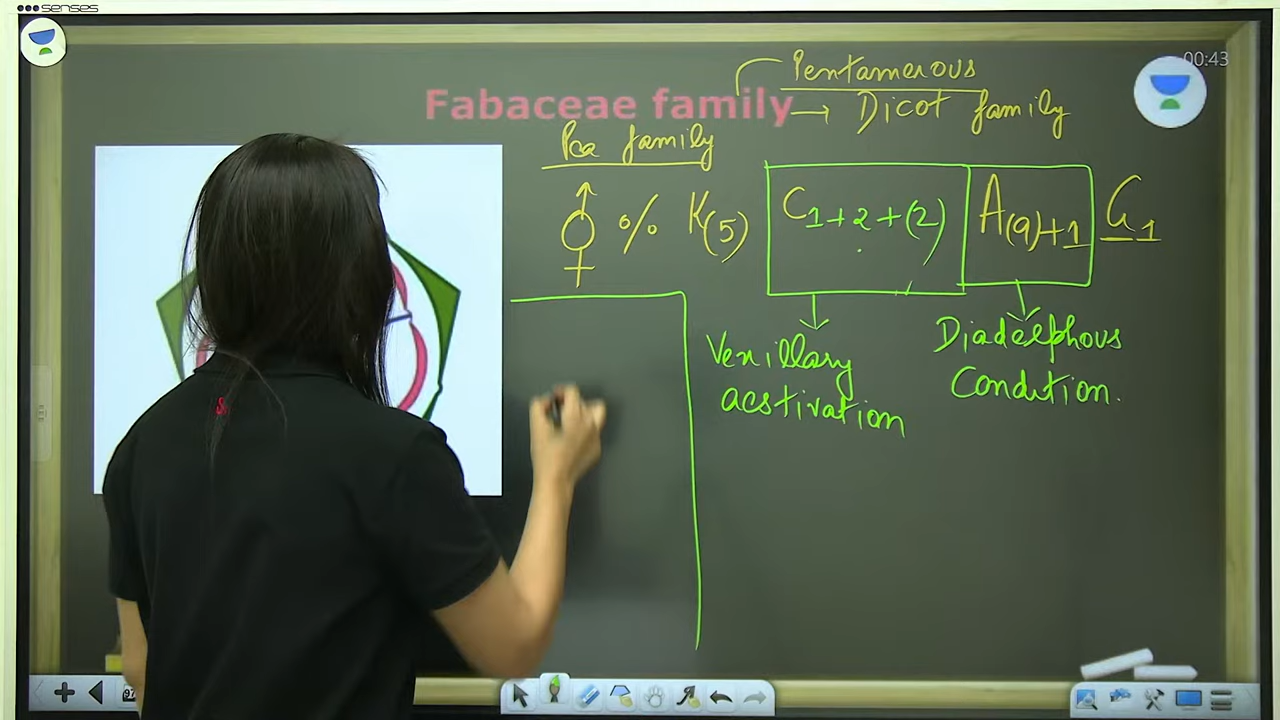 senses
00:43
Pentamerous
Fabaceae family → Dicot family
Pea family
⚥ % K(5) C1+2+(2) A(9)+1 G1
Vexillary
aestivation
Diadelphous
Condition.